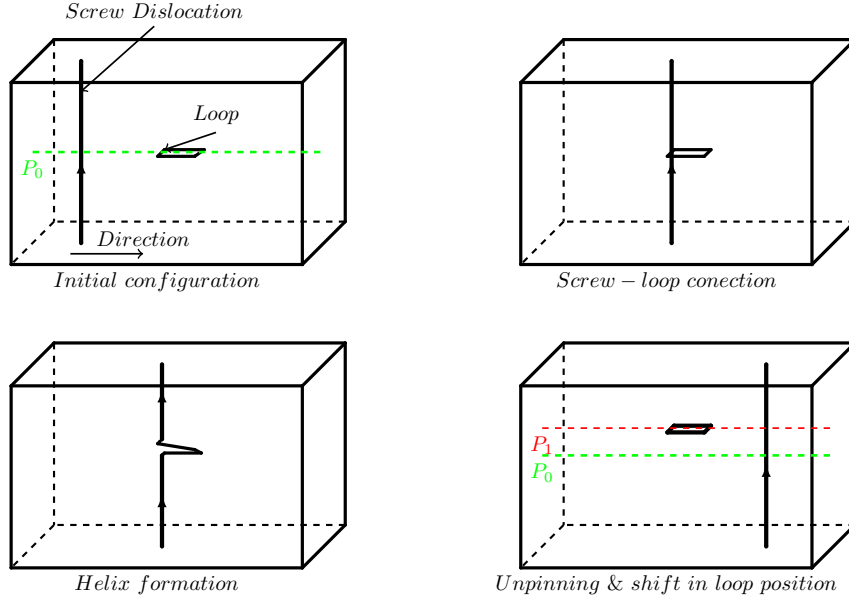 Screw Dislocation
Loop
P0
Direction
Initial configuration
Screw − loop conection
Helix formation
P1
P0
Unpinning & shift in loop position